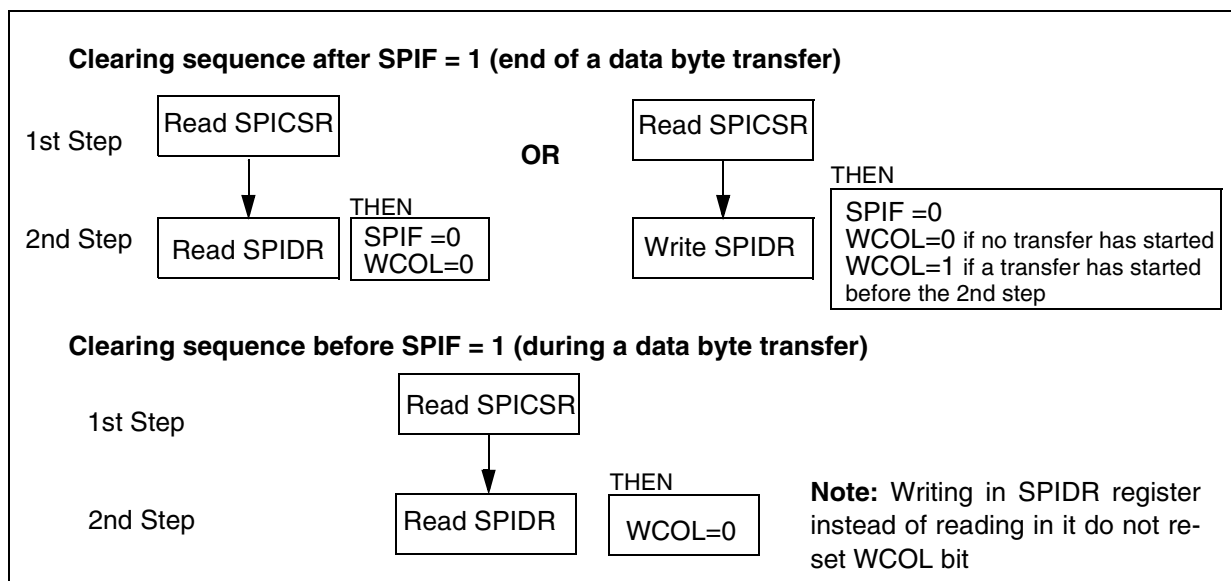 Clearing sequence after SPIF = 1 (end of a data byte transfer)
1st Step
Read SPICSR
OR
Read SPICSR
2nd Step
Read SPIDR
THEN
SPIF =0
WCOL=0
Write SPIDR
THEN
SPIF =0
WCOL=0 if no transfer has started
WCOL=1 if a transfer has started
before the 2nd step
Clearing sequence before SPIF = 1 (during a data byte transfer)
1st Step
Read SPICSR
2nd Step
Read SPIDR
THEN
WCOL=0
Note: Writing in SPIDR register
instead of reading in it do not re-
set WCOL bit